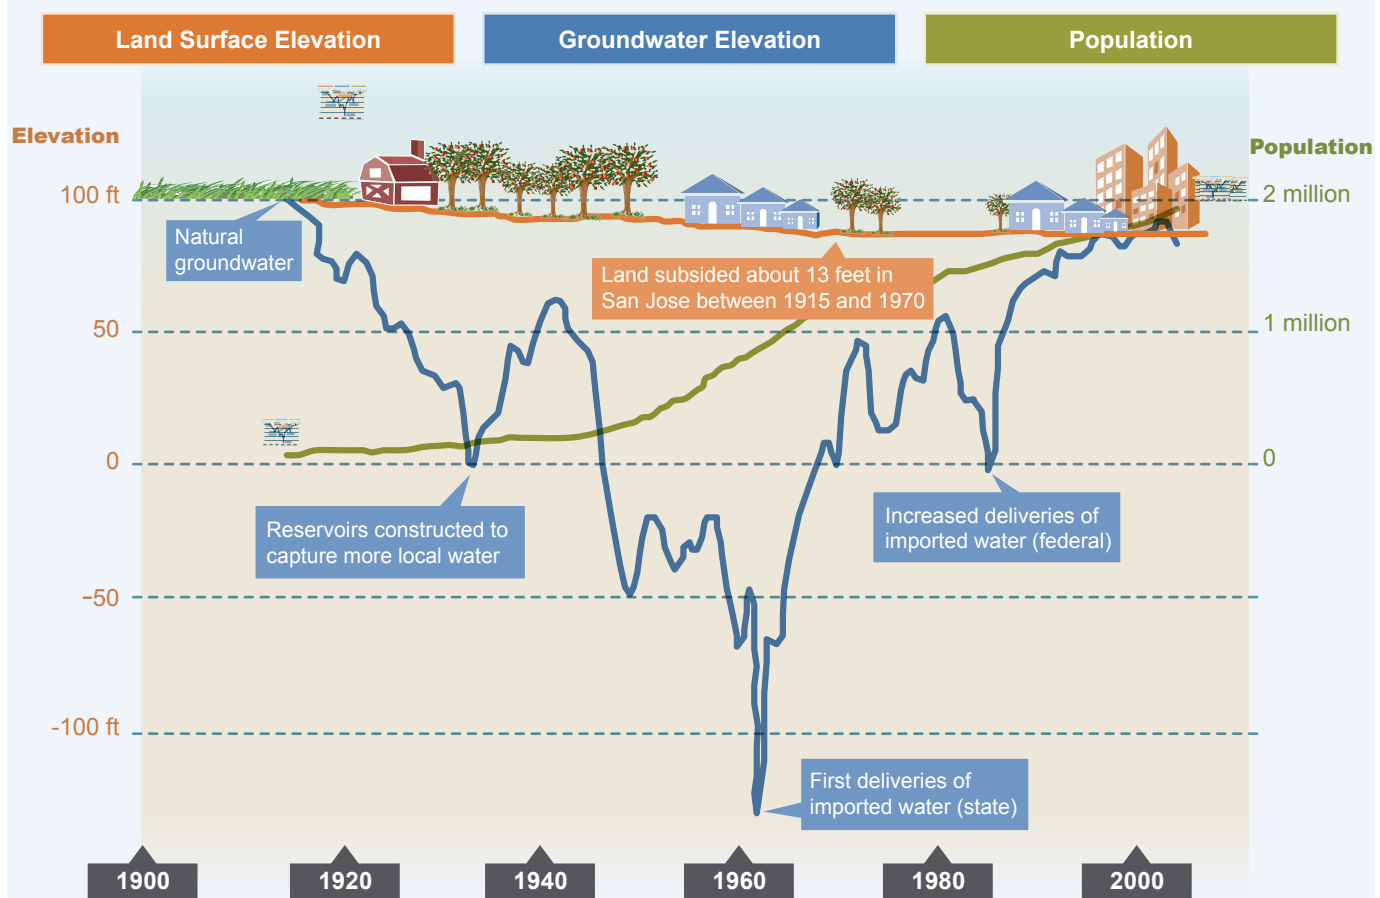 Land Surface Elevation
Groundwater Elevation
Population
Elevation
Population
100 ft
2 million
Natural
groundwater
Land subsided about 13 feet in
San Jose between 1915 and 1970
50
1 million
0
0
Reservoirs constructed to
capture more local water
Increased deliveries of
imported water (federal)
-50
-100 ft
First deliveries of
imported water (state)
1900
1920
1940
1960
1980
2000